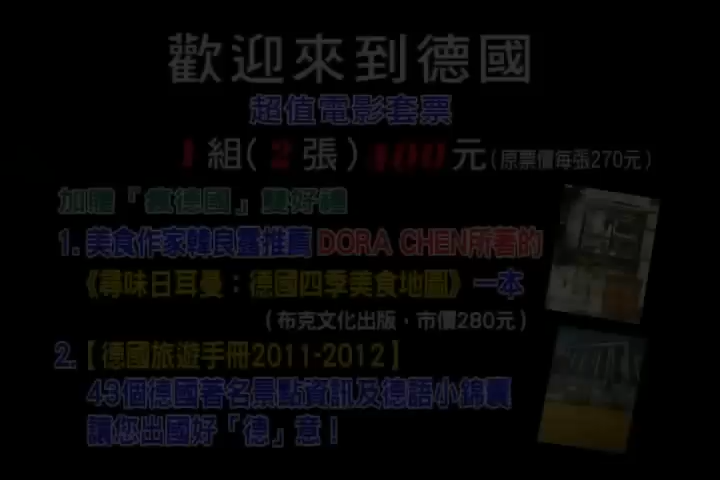 歡迎來到德國
超值電影套票
1組(2張)400元(原票價每張270元)
加贈「瘋德國」雙好禮
1. 美食作家韓良露推薦 DORA CHEN所著的
《尋味日耳曼：德國四季美食地圖》一本
(布克文化出版，市價280元)
2.【德國旅遊手冊2011-2012】
43個德國著名景點資訊及德語小錦囊
讓您出國好「德」意！